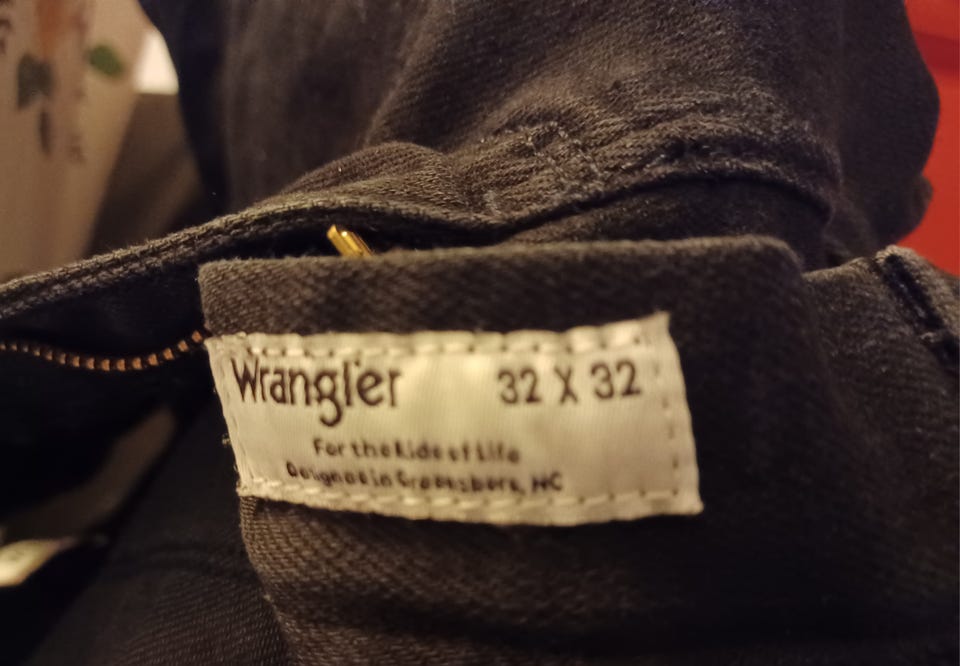 Wrangler 32 X 32
For the Ride of Life
Designed in Greensboro, NC